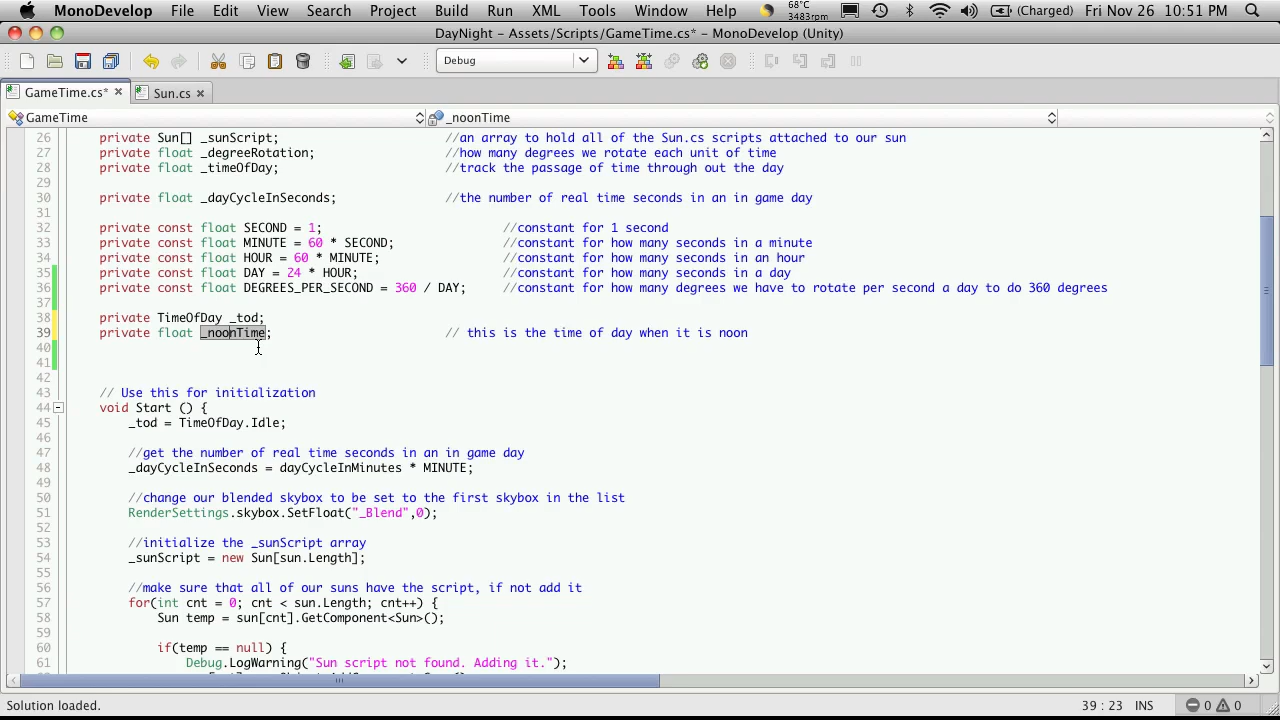 MonoDevelop File Edit View Search Project Build Run XML Tools Window Help 68°C 3483rpm (Charged) Fri Nov 26 10:51 PM
DayNight – Assets/Scripts/GameTime.cs* – MonoDevelop (Unity)
Debug
GameTime.cs* Sun.cs
GameTime _noonTime
26 private Sun[] _sunScript; //an array to hold all of the Sun.cs scripts attached to our sun
27 private float _degreeRotation; //how many degrees we rotate each unit of time
28 private float _timeOfDay; //track the passage of time through out the day
29
30 private float _dayCycleInSeconds; //the number of real time seconds in an in game day
31
32 private const float SECOND = 1; //constant for 1 second
33 private const float MINUTE = 60 * SECOND; //constant for how many seconds in a minute
34 private const float HOUR = 60 * MINUTE; //constant for how many seconds in an hour
35 private const float DAY = 24 * HOUR; //constant for how many seconds in a day
36 private const float DEGREES_PER_SECOND = 360 / DAY; //constant for how many degrees we have to rotate per second a day to do 360 degrees
37
38 private TimeOfDay _tod;
39 private float _noonTime; // this is the time of day when it is noon
40
41
42
43 // Use this for initialization
44 void Start () {
45 _tod = TimeOfDay.Idle;
46
47 //get the number of real time seconds in an in game day
48 _dayCycleInSeconds = dayCycleInMinutes * MINUTE;
49
50 //change our blended skybox to be set to the first skybox in the list
51 RenderSettings.skybox.SetFloat("_Blend",0);
52
53 //initialize the _sunScript array
54 _sunScript = new Sun[sun.Length];
55
56 //make sure that all of our suns have the script, if not add it
57 for(int cnt = 0; cnt < sun.Length; cnt++) {
58 Sun temp = sun[cnt].GetComponent<Sun>();
59
60 if(temp == null) {
61 Debug.LogWarning("Sun script not found. Adding it.");
Solution loaded. 39 : 23 INS 0 0